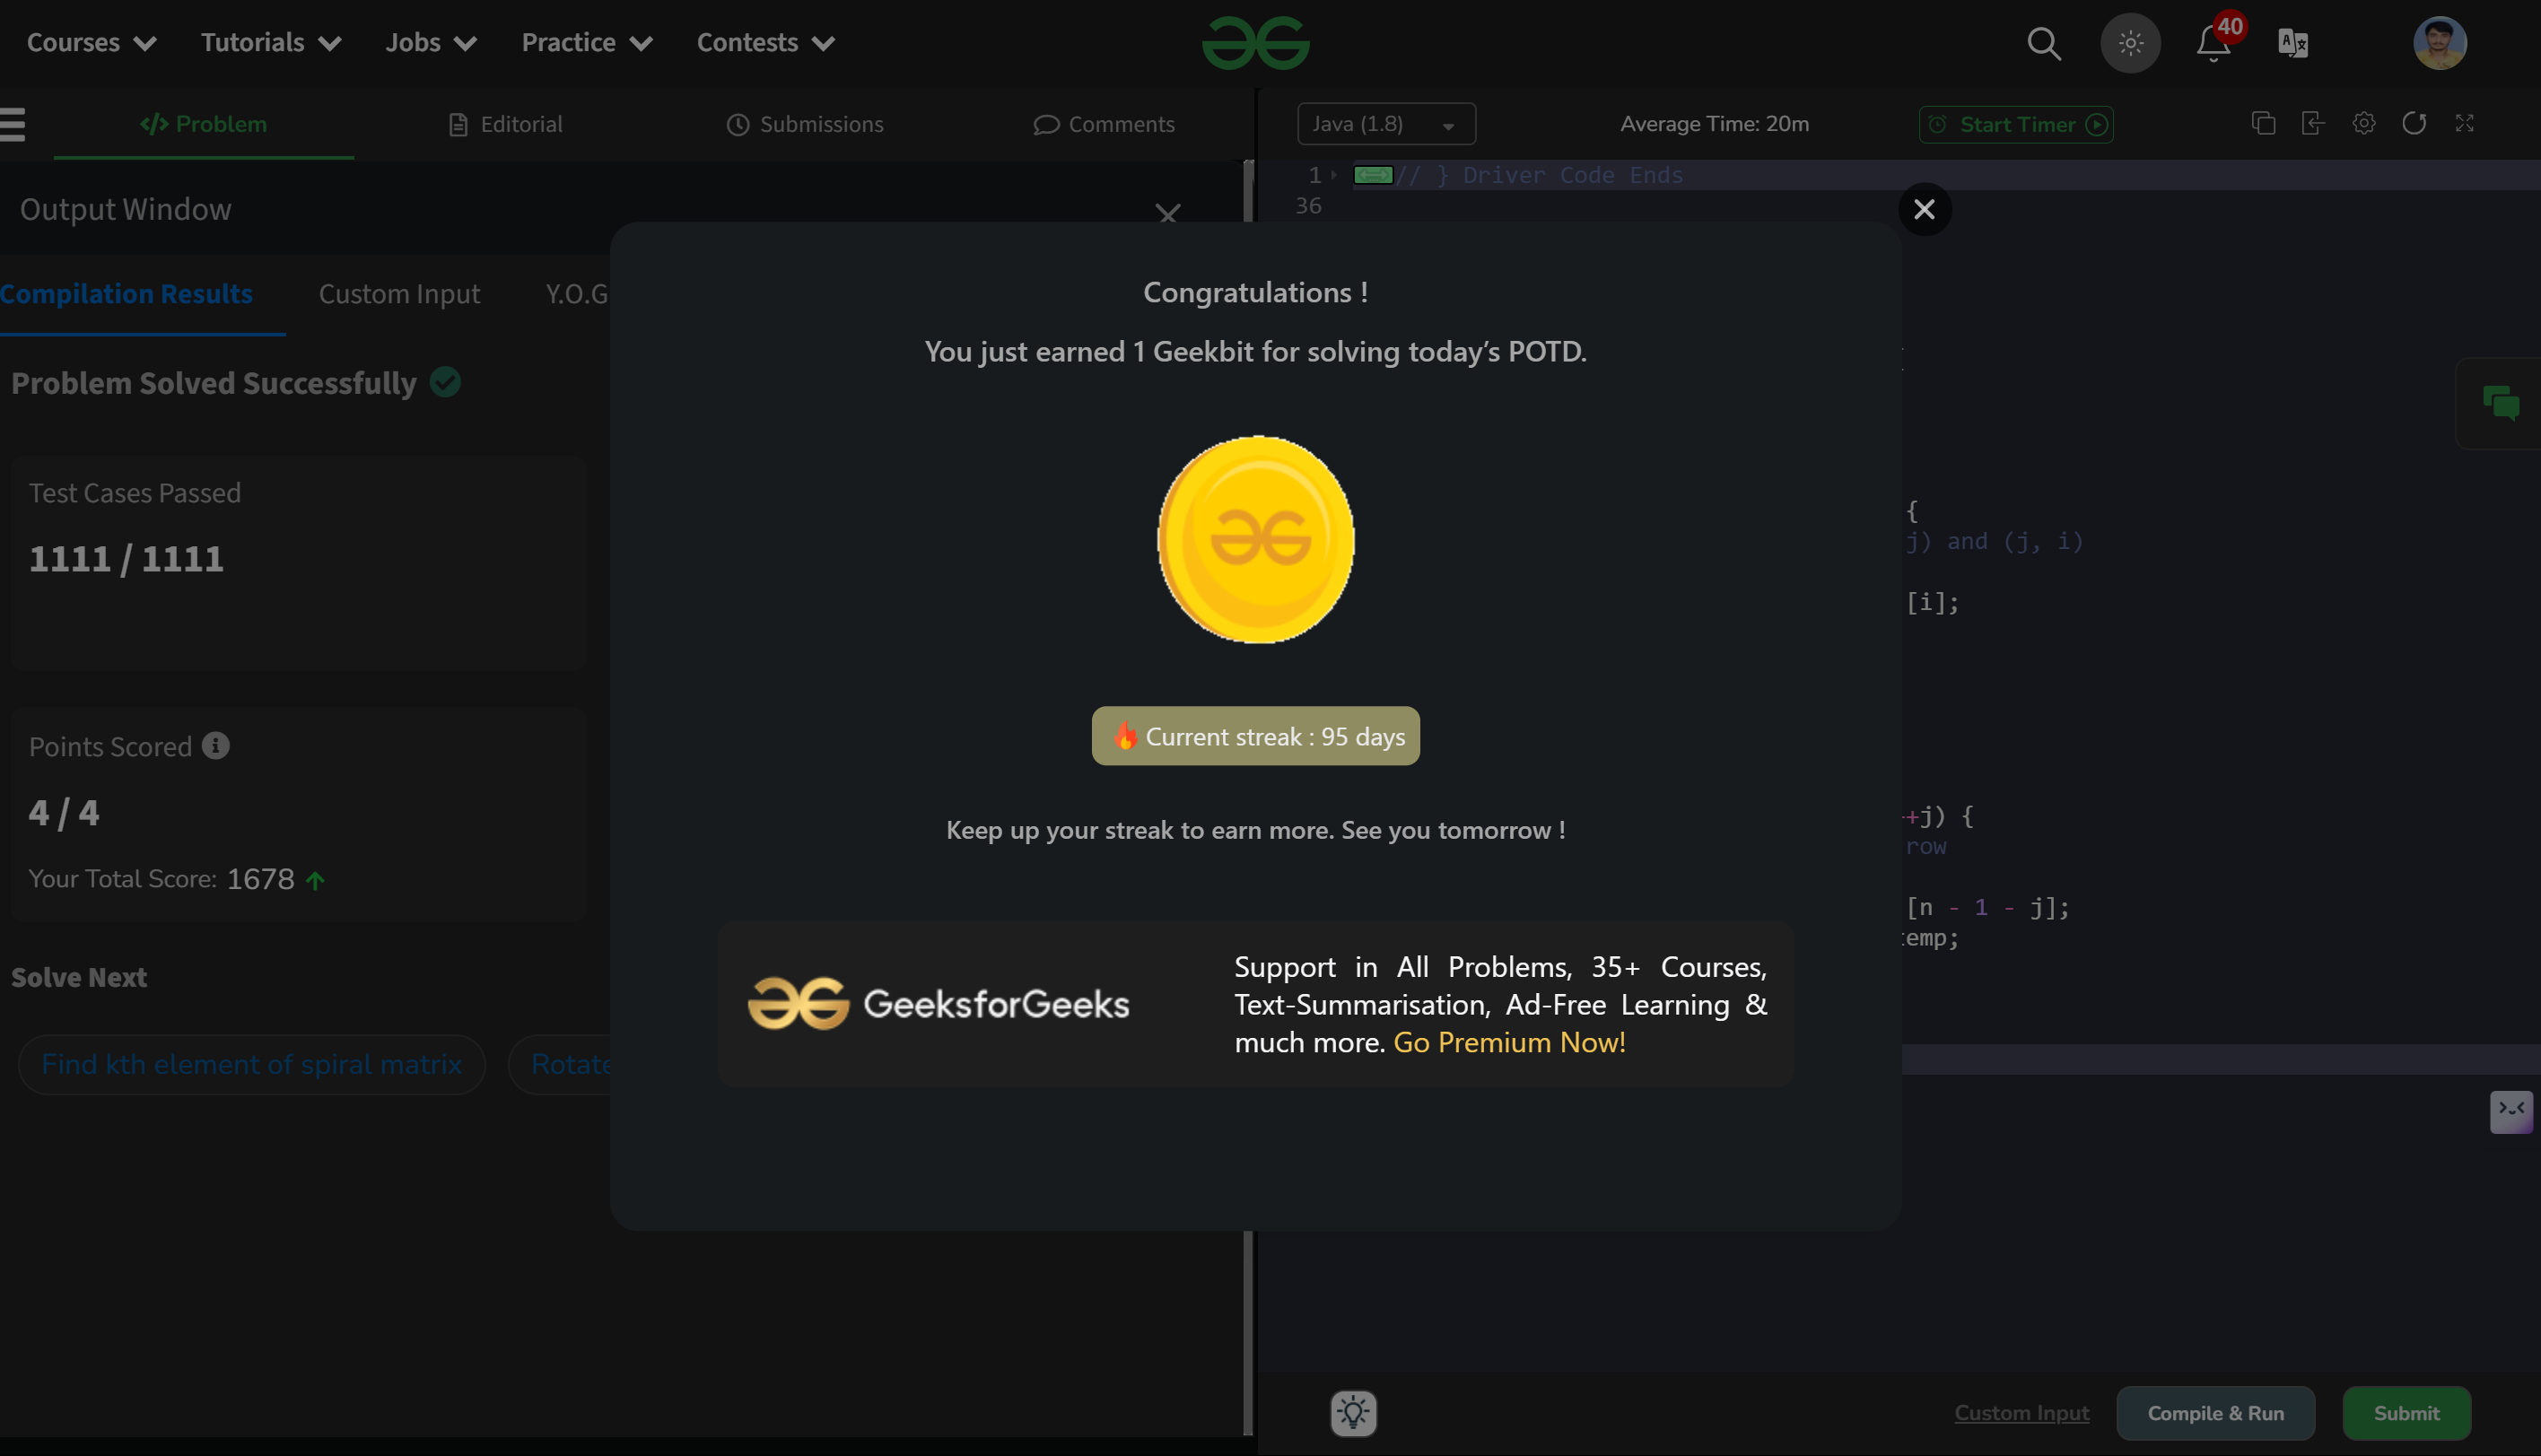 Courses Tutorials Jobs Practice Contests
40
Problem Editorial Submissions Comments
Output Window
Compilation Results Custom Input Y.O.G
Problem Solved Successfully
Test Cases Passed
1111 / 1111
Points Scored
4 / 4
Your Total Score: 1678
Solve Next
Find kth element of spiral matrix Rotate
Congratulations !
You just earned 1 Geekbit for solving today’s POTD.
🔥 Current streak : 95 days
Keep up your streak to earn more. See you tomorrow !
GeeksforGeeks
Support in All Problems, 35+ Courses,
Text-Summarisation, Ad-Free Learning &
much more. Go Premium Now!
Java (1.8) Average Time: 20m Start Timer
1 // } Driver Code Ends
36
{
j) and (j, i)
[i];
+j) {
row
[n - 1 - j];
emp;
Custom Input Compile & Run Submit